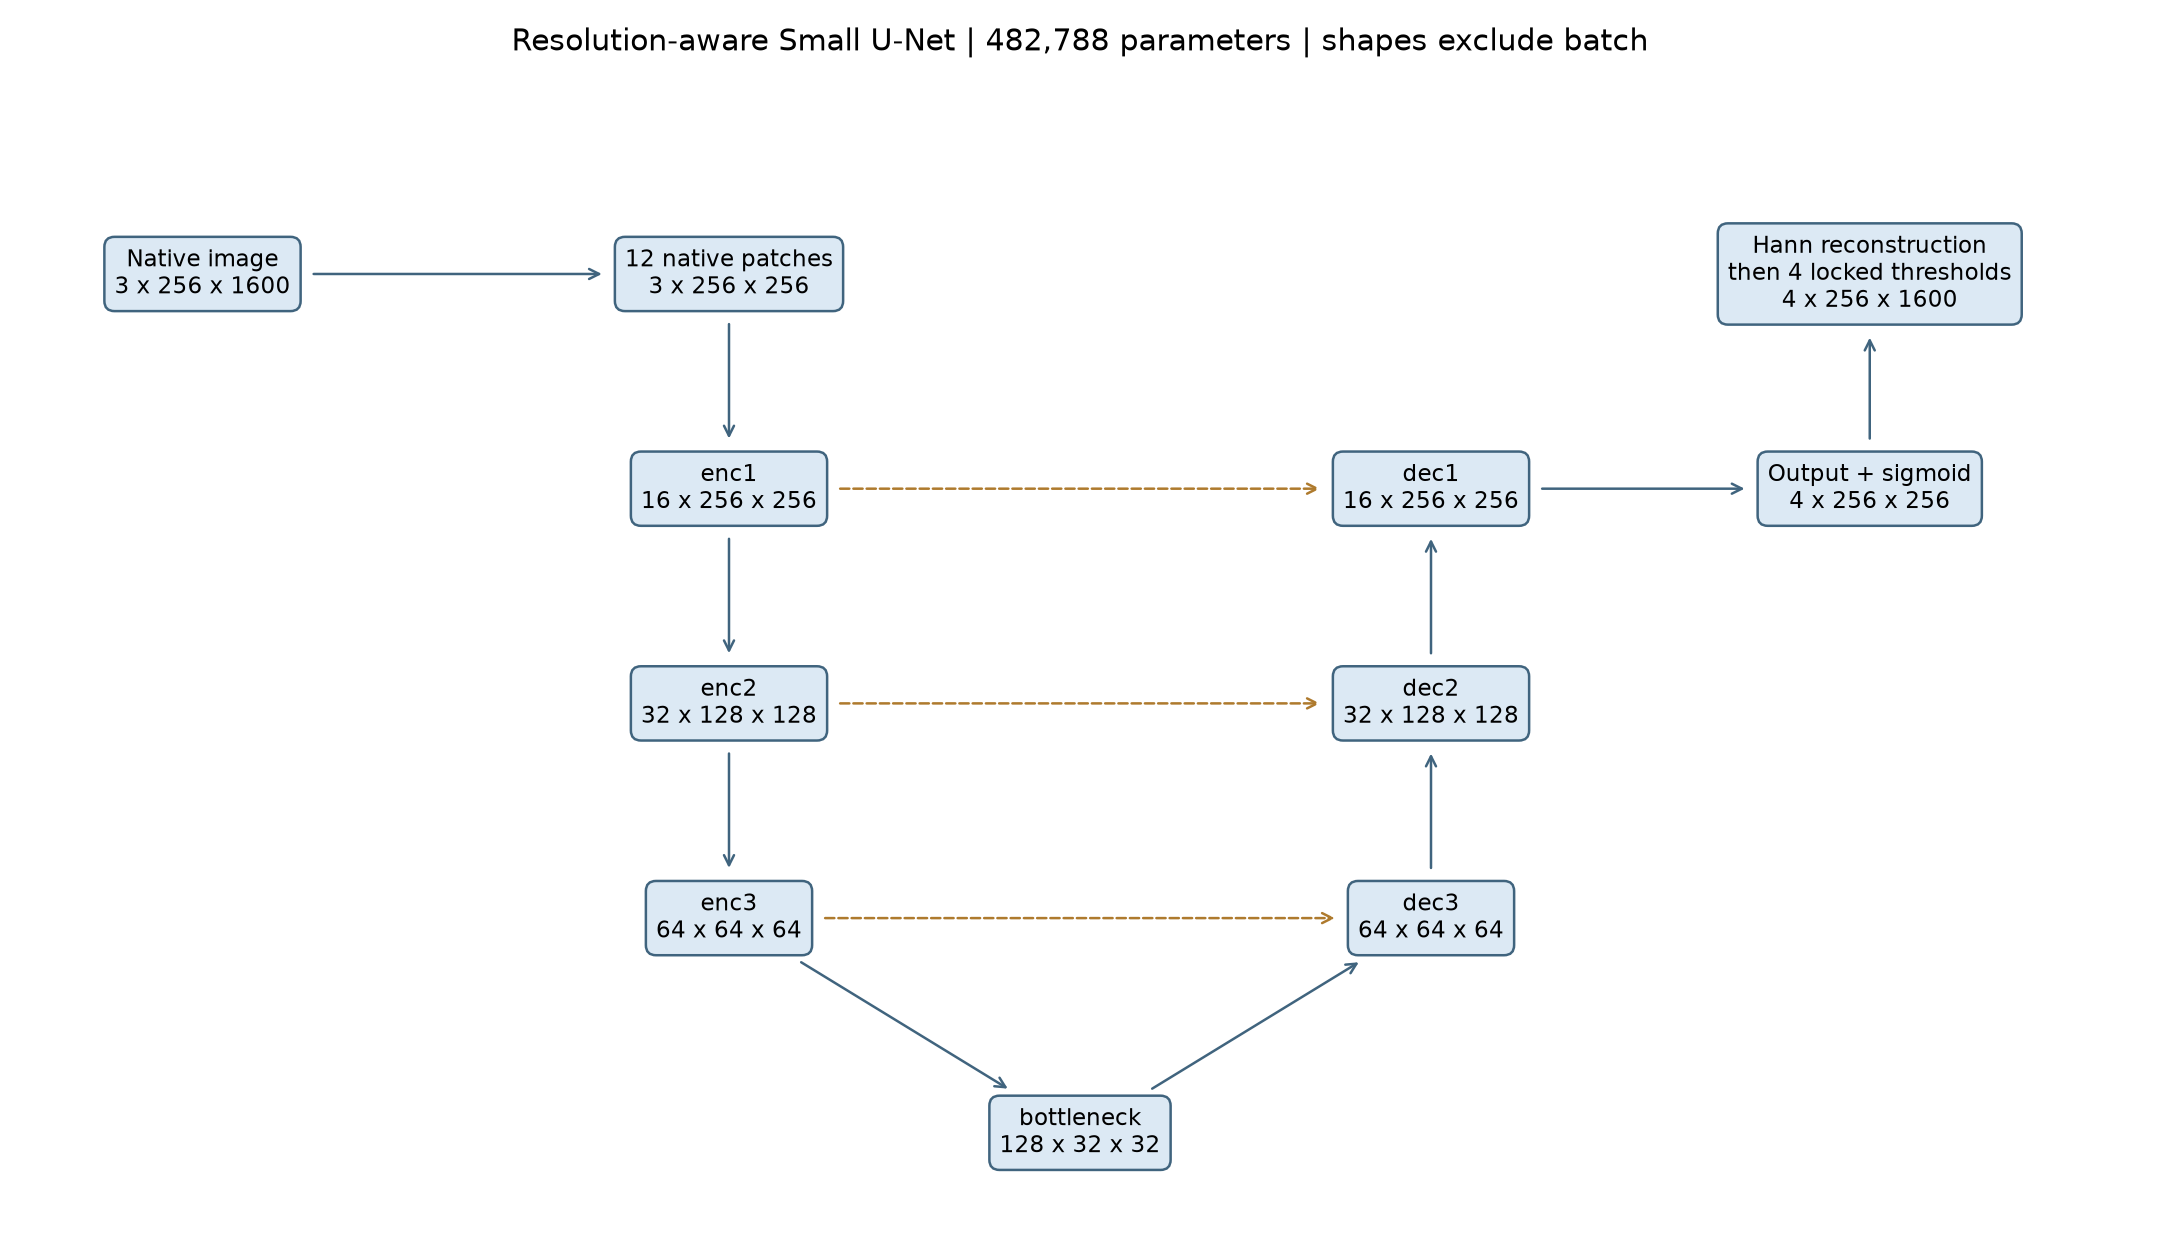 Resolution-aware Small U-Net | 482,788 parameters | shapes exclude batch
Native image
3 x 256 x 1600
12 native patches
3 x 256 x 256
Hann reconstruction
then 4 locked thresholds
4 x 256 x 1600
enc1
16 x 256 x 256
dec1
16 x 256 x 256
Output + sigmoid
4 x 256 x 256
enc2
32 x 128 x 128
dec2
32 x 128 x 128
enc3
64 x 64 x 64
dec3
64 x 64 x 64
bottleneck
128 x 32 x 32